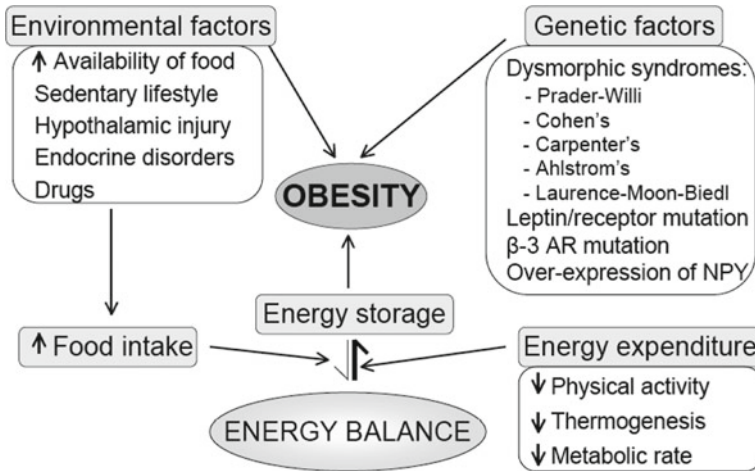 Environmental factors
↑ Availability of food
Sedentary lifestyle
Hypothalamic injury
Endocrine disorders
Drugs
Genetic factors
Dysmorphic syndromes:
- Prader-Willi
- Cohen's
- Carpenter's
- Ahlstrom's
- Laurence-Moon-Biedl
Leptin/receptor mutation
β-3 AR mutation
Over-expression of NPY
OBESITY
Energy storage
↑ Food intake
Energy expenditure
↓ Physical activity
↓ Thermogenesis
↓ Metabolic rate
ENERGY BALANCE